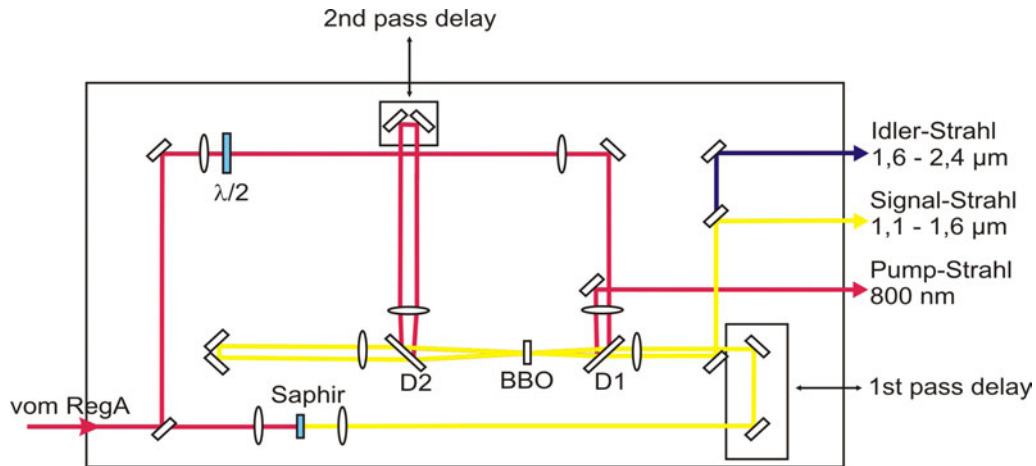 2nd pass delay
λ/2
Idler-Strahl
1,6 - 2,4 µm
Signal-Strahl
1,1 - 1,6 µm
Pump-Strahl
800 nm
D2
BBO
D1
1st pass delay
vom RegA
Saphir